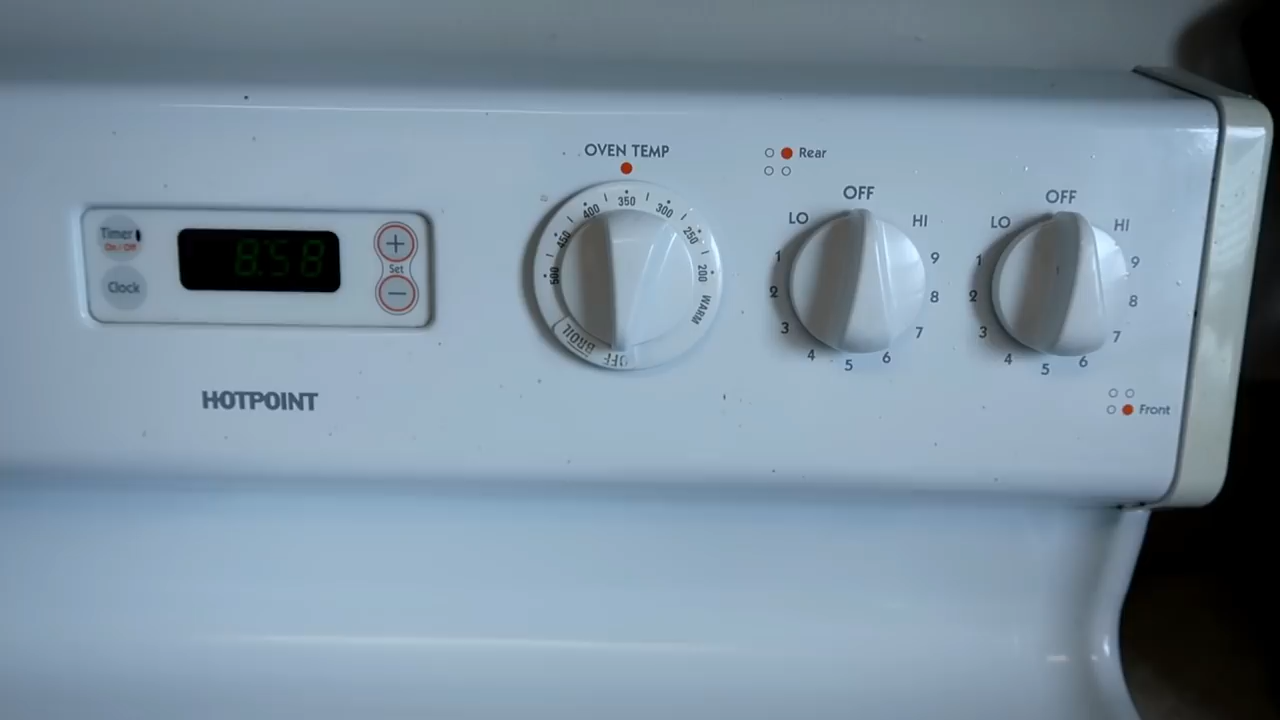 Timer
On/Off
Clock
8:58
+
Set
−
HOTPOINT
OVEN TEMP
350
300
250
200
WARM
OFF
BROIL
500
450
400
Rear
OFF
LO
HI
1
9
2
8
3
7
4
5
6
OFF
LO
HI
1
9
2
8
3
7
4
5
6
Front